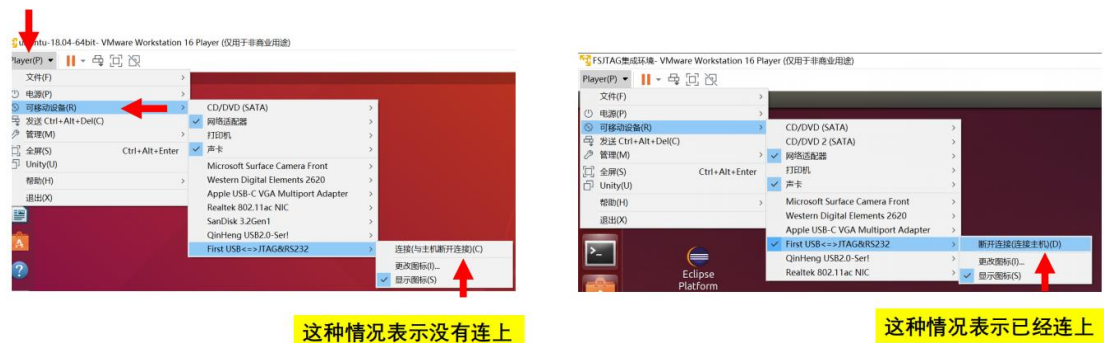 ubuntu-18.04-64bit- VMware Workstation 16 Player (仅用于非商业用途)
Player(P)
文件(F)
电源(P)
可移动设备(R)
发送 Ctrl+Alt+Del(C)
管理(M)
全屏(S) Ctrl+Alt+Enter
Unity(U)
帮助(H)
退出(X)
CD/DVD (SATA)
网络适配器
打印机
声卡
Microsoft Surface Camera Front
Western Digital Elements 2620
Apple USB-C VGA Multiport Adapter
Realtek 802.11ac NIC
SanDisk 3.2Gen1
QinHeng USB2.0-Ser!
First USB<=>JTAG&RS232
连接(与主机断开连接)(C)
更改图标(I)...
显示图标(S)
这种情况表示没有连上
FSJTAG集成环境- VMware Workstation 16 Player (仅用于非商业用途)
Player(P)
文件(F)
电源(P)
可移动设备(R)
发送 Ctrl+Alt+Del(C)
管理(M)
全屏(S) Ctrl+Alt+Enter
Unity(U)
帮助(H)
退出(X)
CD/DVD (SATA)
CD/DVD 2 (SATA)
网络适配器
打印机
声卡
Microsoft Surface Camera Front
Western Digital Elements 2620
Apple USB-C VGA Multiport Adapter
First USB<=>JTAG&RS232
QinHeng USB2.0-Ser!
Realtek 802.11ac NIC
断开连接(连接主机)(D)
更改图标(I)...
显示图标(S)
Eclipse
Platform
这种情况表示已经连上